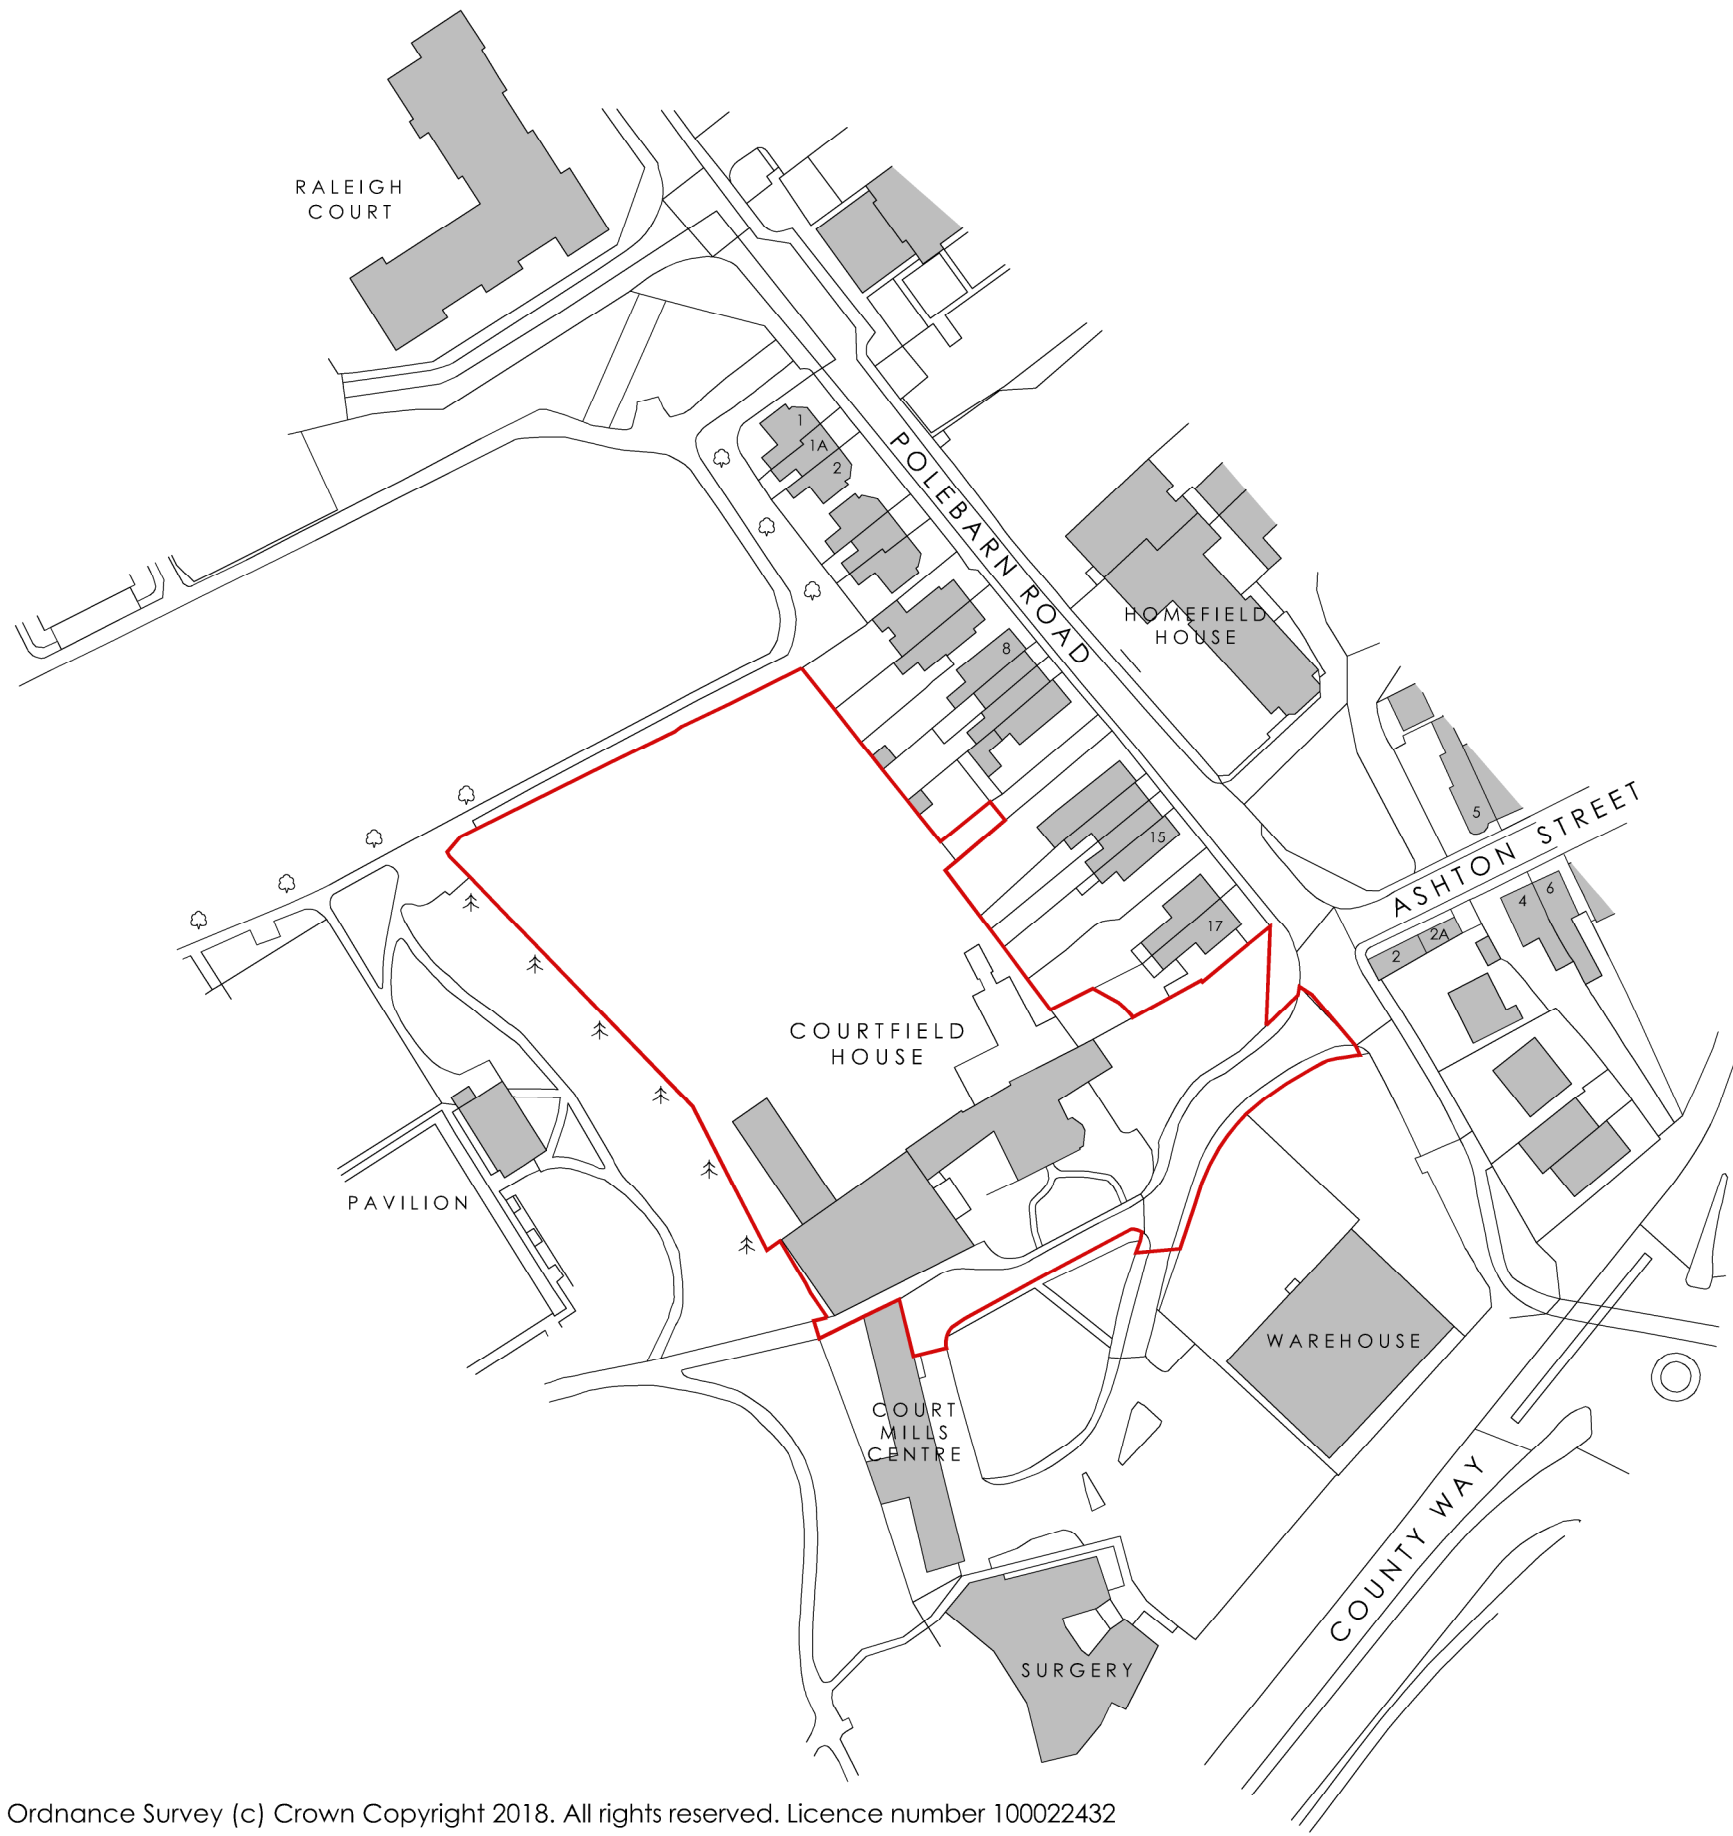 RALEIGH
COURT
1
1A
2
POLEBARN ROAD
HOMEFIELD
HOUSE
8
5
ASHTON STREET
15
6
4
17
2A
2
COURTFIELD
HOUSE
PAVILION
WAREHOUSE
COURT
MILLS
CENTRE
COUNTY WAY
SURGERY
Ordnance Survey (c) Crown Copyright 2018. All rights reserved. Licence number 100022432